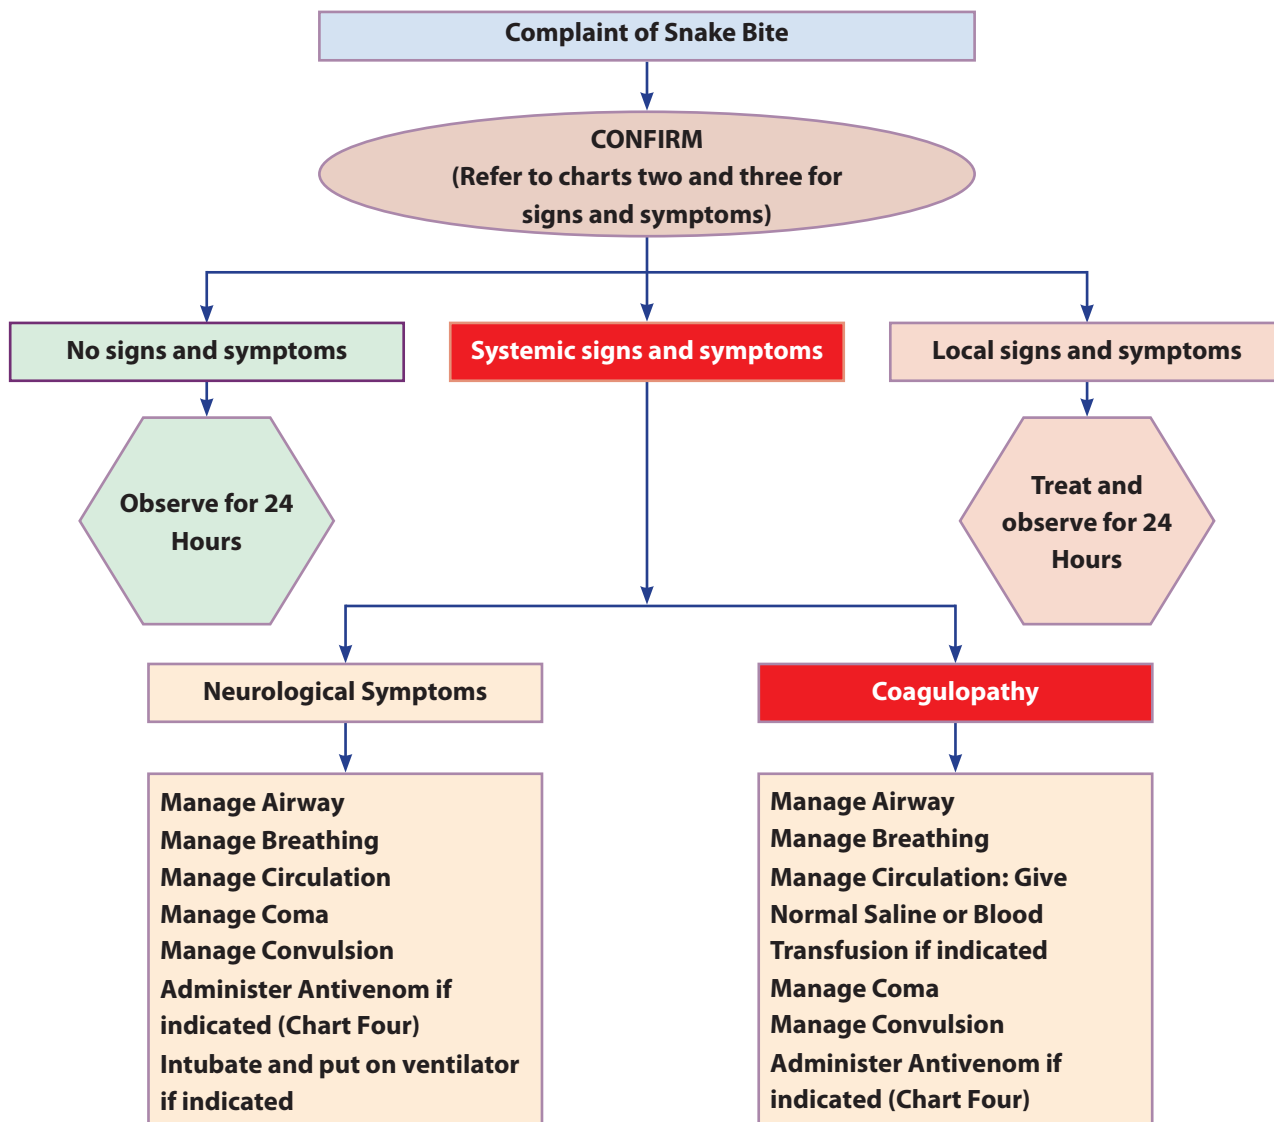 Complaint of Snake Bite
CONFIRM
(Refer to charts two and three for
signs and symptoms)
No signs and symptoms
Systemic signs and symptoms
Local signs and symptoms
Observe for 24
Hours
Treat and
observe for 24
Hours
Neurological Symptoms
Coagulopathy
Manage Airway
Manage Breathing
Manage Circulation
Manage Coma
Manage Convulsion
Administer Antivenom if
indicated (Chart Four)
Intubate and put on ventilator
if indicated
Manage Airway
Manage Breathing
Manage Circulation: Give
Normal Saline or Blood
Transfusion if indicated
Manage Coma
Manage Convulsion
Administer Antivenom if
indicated (Chart Four)